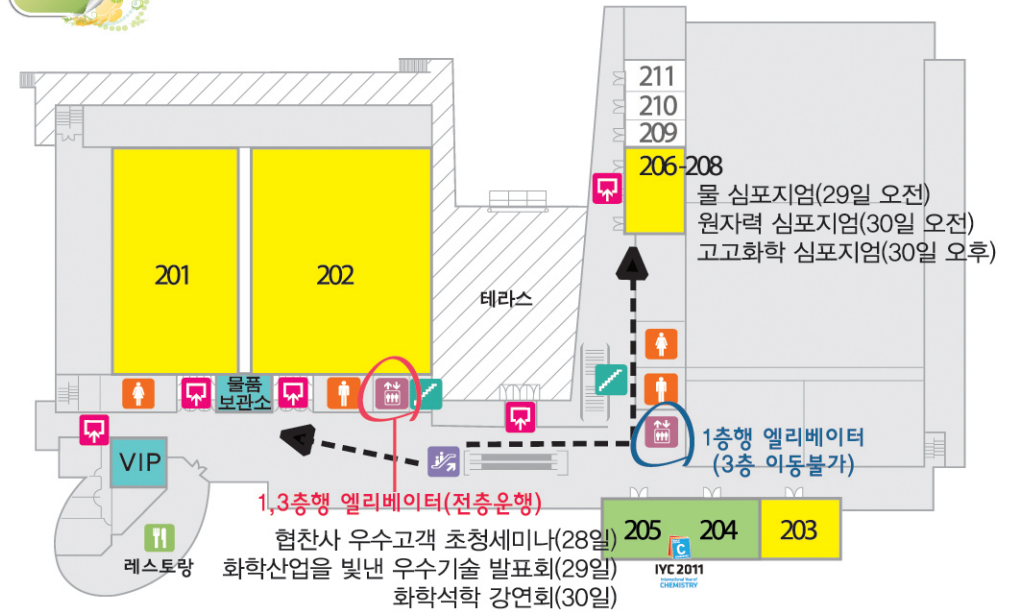 211
210
209
206-208
물 심포지엄(29일 오전)
원자력 심포지엄(30일 오전)
고고화학 심포지엄(30일 오후)
201
202
테라스
물품
보관소
VIP
레스토랑
1층행 엘리베이터
(3층 이동불가)
1,3층행 엘리베이터(전층운행)
협찬사 우수고객 초청세미나(28일)
화학산업을 빛낸 우수기술 발표회(29일)
화학석학 강연회(30일)
205
204
203
C
IYC 2011
International Year of
CHEMISTRY